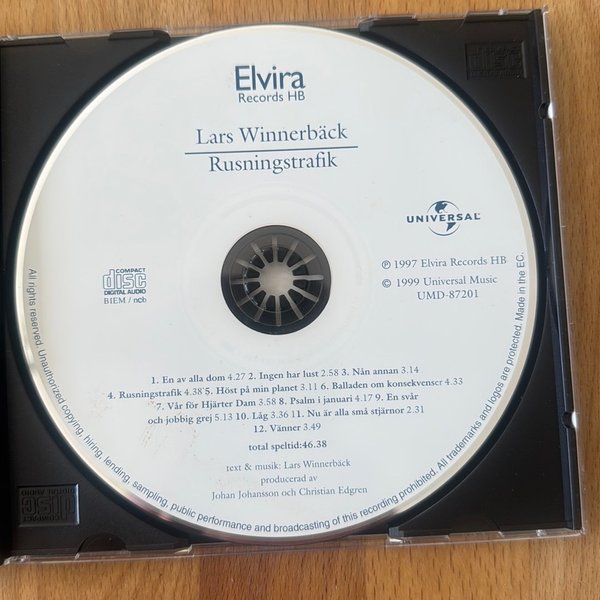 Elvira
Records HB
Lars Winnerbäck
Rusningstrafik
UNIVERSAL
COMPACT
disc
DIGITAL AUDIO
BIEM / ncb
℗ 1997 Elvira Records HB
© 1999 Universal Music
UMD-87201
1. En av alla dom 4.27 2. Ingen har lust 2.58 3. Nån annan 3.14
4. Rusningstrafik 4.38 5. Höst på min planet 3.11 6. Balladen om konsekvenser 4.33
7. Vår för Hjärter Dam 3.58 8. Psalm i januari 4.17 9. En svår
och jobbig grej 5.13 10. Låg 3.36 11. Nu är alla små stjärnor 2.31
12. Vänner 3.49
total speltid:46.38
text & musik: Lars Winnerbäck
producerad av
Johan Johansson och Christian Edgren
All rights reserved. Unauthorized copying, hiring, lending, sampling, public performance and broadcasting of this recording prohibited. All trademarks and logos are protected. Made in the EC.
COMPACT
disc
DIGITAL AUDIO